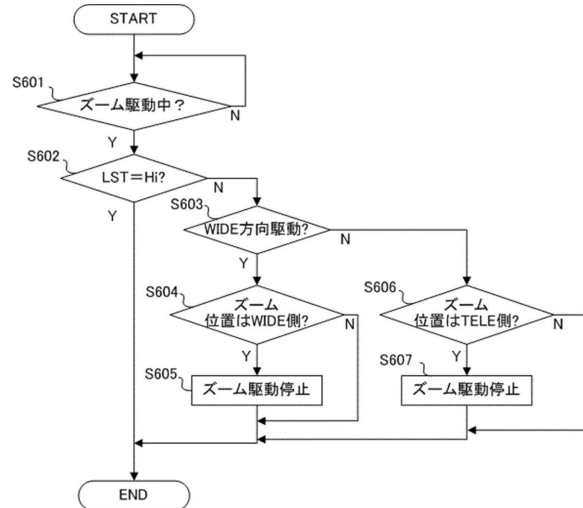 START
S601
ズーム駆動中？
N
Y
S602
LST＝Hi?
N
Y
S603
WIDE方向駆動?
N
Y
S604
ズーム
位置はWIDE側?
N
Y
S606
ズーム
位置はTELE側?
N
Y
S605
ズーム駆動停止
S607
ズーム駆動停止
END